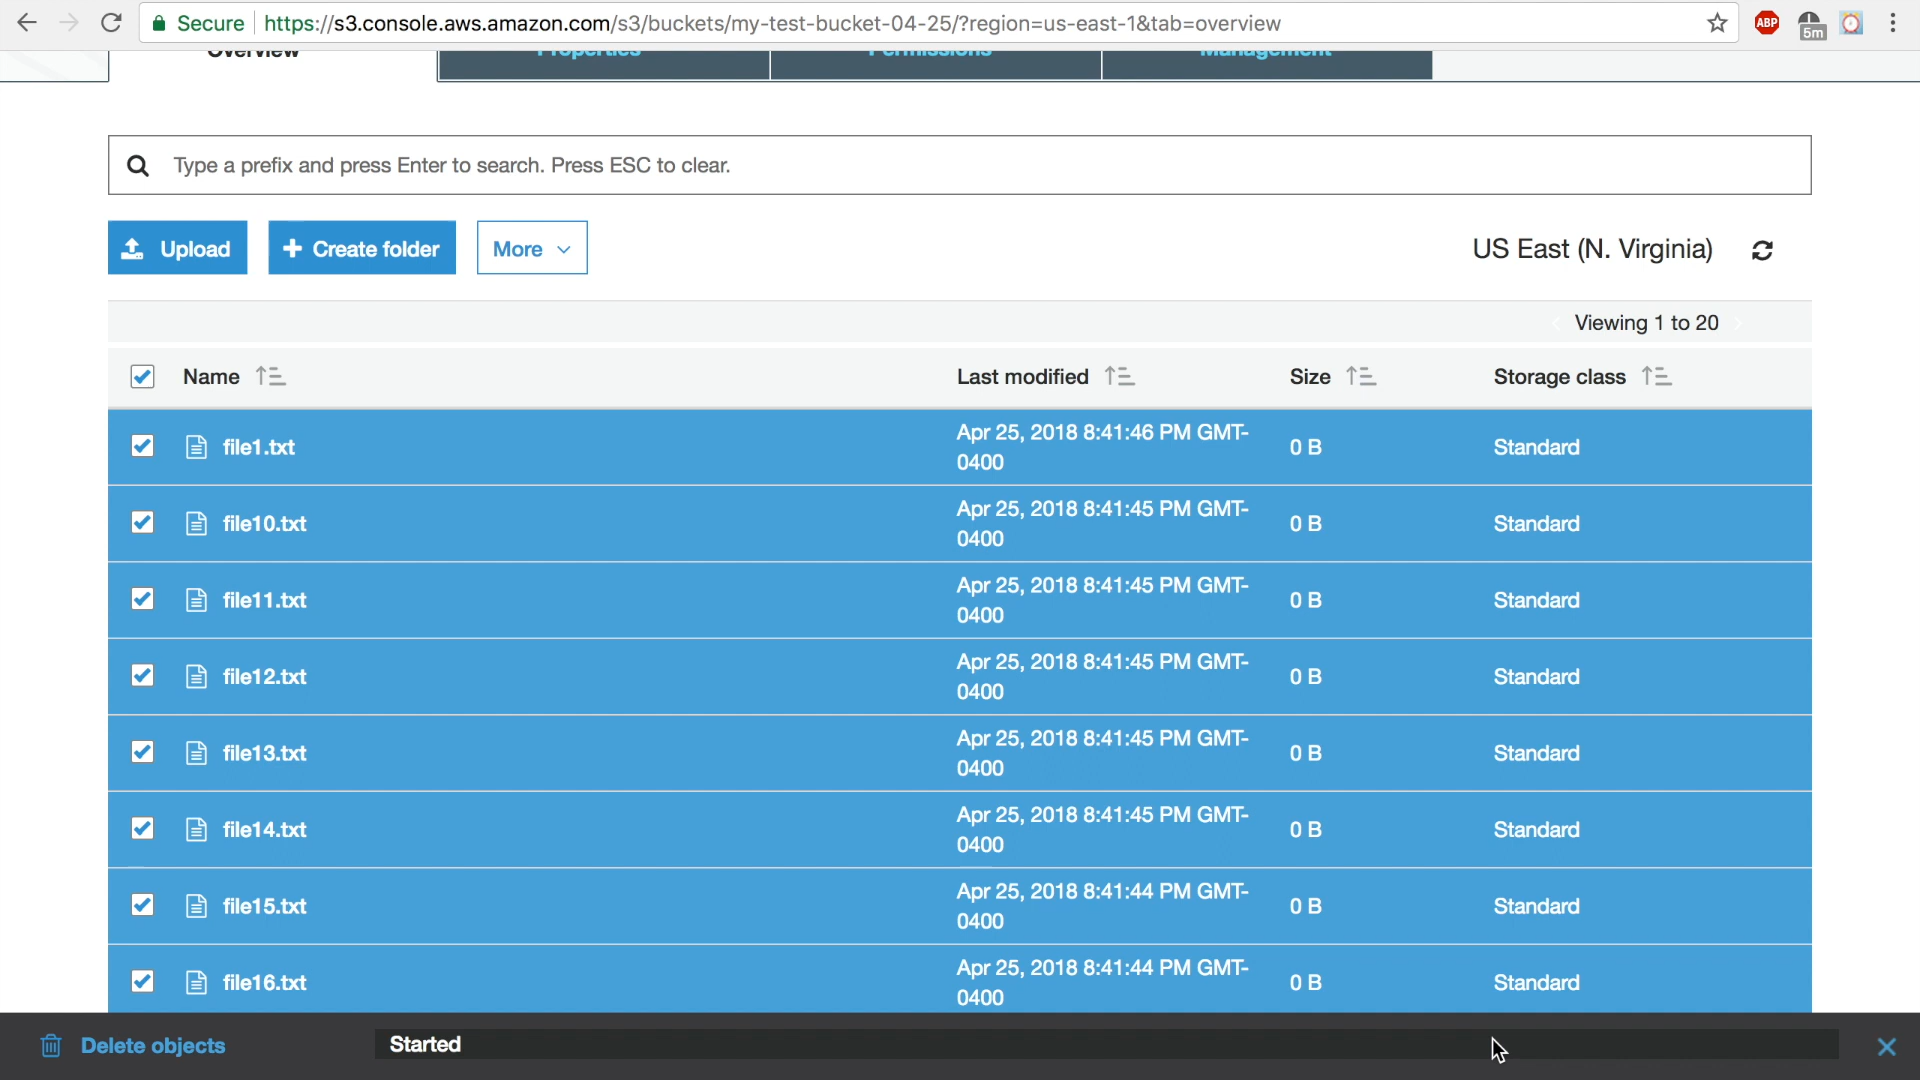 Secure https://s3.console.aws.amazon.com/s3/buckets/my-test-bucket-04-25/?region=us-east-1&tab=overview
ABP
5m
Overview Properties Permissions Management
Type a prefix and press Enter to search. Press ESC to clear.
Upload Create folder More US East (N. Virginia)
Viewing 1 to 20
Name Last modified Size Storage class
file1.txt Apr 25, 2018 8:41:46 PM GMT-0400 0 B Standard
file10.txt Apr 25, 2018 8:41:45 PM GMT-0400 0 B Standard
file11.txt Apr 25, 2018 8:41:45 PM GMT-0400 0 B Standard
file12.txt Apr 25, 2018 8:41:45 PM GMT-0400 0 B Standard
file13.txt Apr 25, 2018 8:41:45 PM GMT-0400 0 B Standard
file14.txt Apr 25, 2018 8:41:45 PM GMT-0400 0 B Standard
file15.txt Apr 25, 2018 8:41:44 PM GMT-0400 0 B Standard
file16.txt Apr 25, 2018 8:41:44 PM GMT-0400 0 B Standard
Delete objects Started